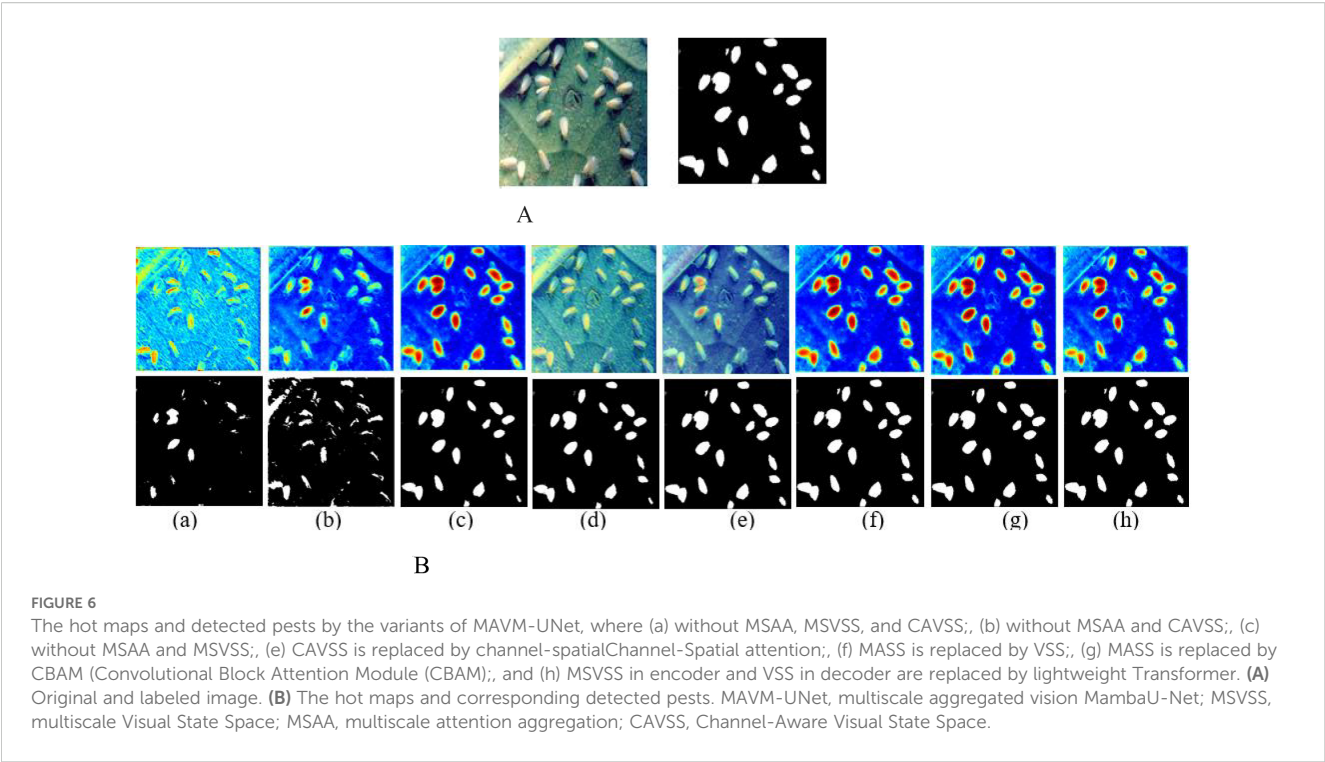 A
(a) (b) (c) (d) (e) (f) (g) (h)
B
FIGURE 6
The hot maps and detected pests by the variants of MAVM-UNet, where (a) without MSAA, MSVSS, and CAVSS;, (b) without MSAA and CAVSS;, (c)
without MSAA and MSVSS;, (e) CAVSS is replaced by channel-spatialChannel-Spatial attention;, (f) MASS is replaced by VSS;, (g) MASS is replaced by
CBAM (Convolutional Block Attention Module (CBAM);, and (h) MSVSS in encoder and VSS in decoder are replaced by lightweight Transformer. (A)
Original and labeled image. (B) The hot maps and corresponding detected pests. MAVM-UNet, multiscale aggregated vision MambaU-Net; MSVSS,
multiscale Visual State Space; MSAA, multiscale attention aggregation; CAVSS, Channel-Aware Visual State Space.